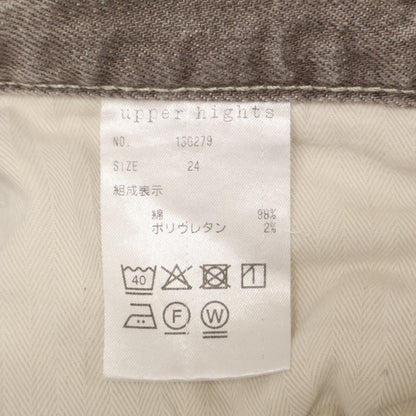 upper hights
NO. 130279
SIZE 24
組成表示
綿 98%
ポリウレタン 2%
40
F W